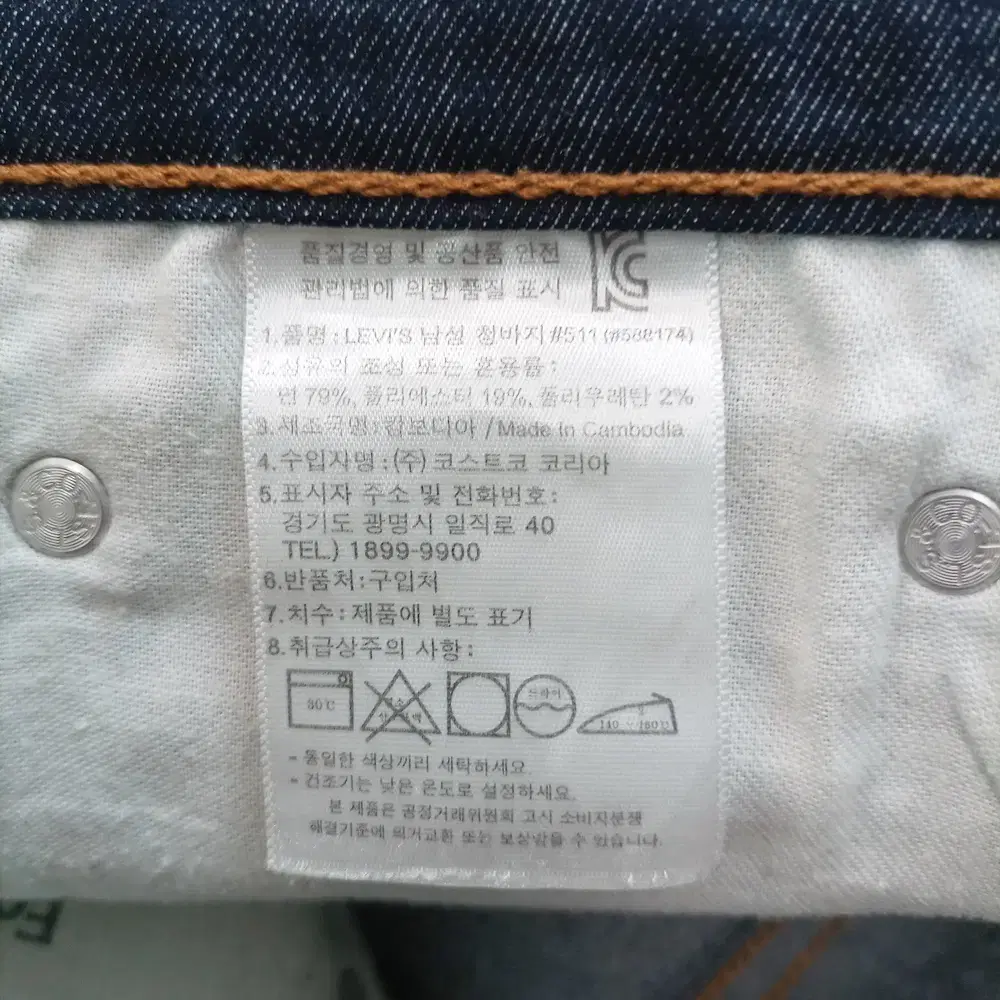 품질경영 및 공산품 안전
관리법에 의한 품질 표시
1.품명:LEVI'S 남성 청바지 #511 (#588174)
2.섬유의 조성 또는 혼용률:
면 79%, 폴리에스터 19%, 폴리우레탄 2%
3.제조국명:캄보디아 / Made In Cambodia
4.수입자명:(주)코스트코 코리아
5.표시자 주소 및 전화번호:
경기도 광명시 일직로 40
TEL.) 1899-9900
6.반품처:구입처
7.치수:제품에 별도 표기
8.취급상주의 사항:
30℃
드라이
140~160℃
- 동일한 색상끼리 세탁하세요.
- 건조기는 낮은 온도로 설정하세요.
본 제품은 공정거래위원회 고시 소비자분쟁
해결기준에 의거교환 또는 보상받을 수 있습니다.